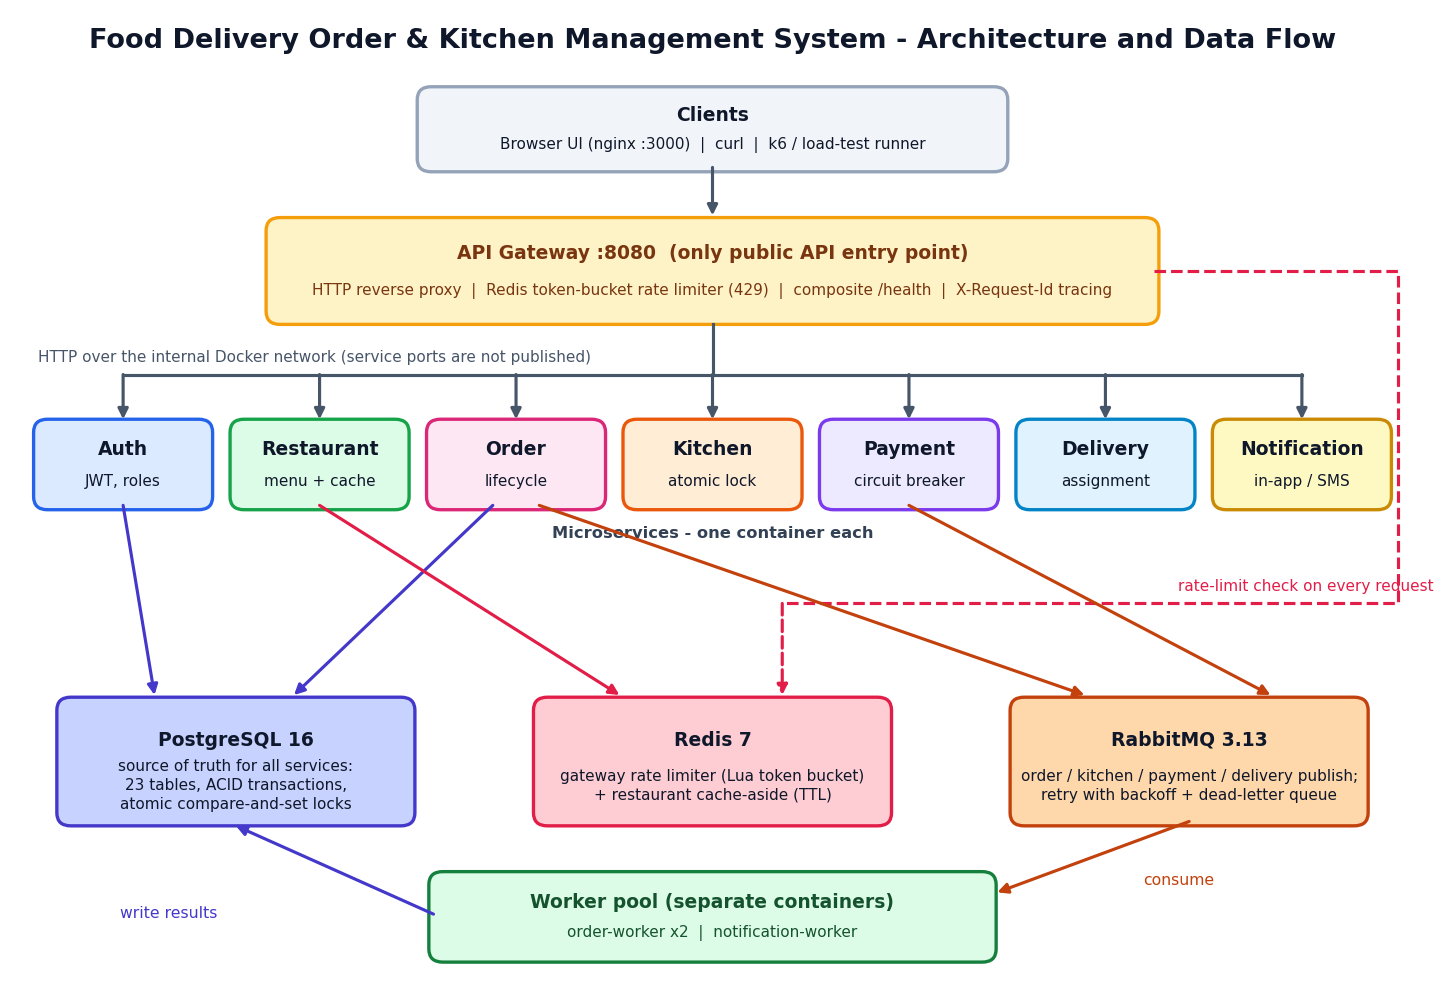 Food Delivery Order & Kitchen Management System - Architecture and Data Flow
Clients
Browser UI (nginx :3000) | curl | k6 / load-test runner
API Gateway :8080 (only public API entry point)
HTTP reverse proxy | Redis token-bucket rate limiter (429) | composite /health | X-Request-Id tracing
HTTP over the internal Docker network (service ports are not published)
Auth
JWT, roles
Restaurant
menu + cache
Order
lifecycle
Kitchen
atomic lock
Payment
circuit breaker
Delivery
assignment
Notification
in-app / SMS
Microservices - one container each
rate-limit check on every request
PostgreSQL 16
source of truth for all services:
23 tables, ACID transactions,
atomic compare-and-set locks
Redis 7
gateway rate limiter (Lua token bucket)
+ restaurant cache-aside (TTL)
RabbitMQ 3.13
order / kitchen / payment / delivery publish;
retry with backoff + dead-letter queue
consume
write results
Worker pool (separate containers)
order-worker x2 | notification-worker